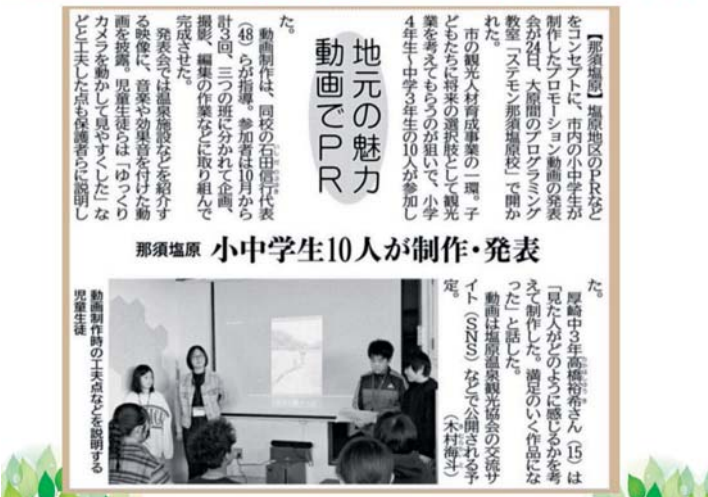 地元の魅力
動画でPR
那須塩原 小中学生10人が制作・発表
【那須塩原】塩原地区のPRなど
をコンセプトに、市内の小中学生が
制作したプロモーション動画の発表
会が24日、大原間のプログラミング
教室「ステモン那須塩原校」で開か
れた。
市の観光人材育成事業の一環。子
どもたちに将来の選択肢として観光
業を考えてもらうのが狙いで、小学
4年生~中学3年生の10人が参加し
た。
動画制作は、同校の石田信行代表
(48)らが指導。参加者は10月から
計3回、三つの班に分かれて企画、
撮影、編集の作業などに取り組んで
完成させた。
発表会では温泉施設などを紹介す
る映像に、音楽や効果音を付けた動
画を披露。児童生徒らは「ゆっくり
カメラを動かして見やすくした」な
どと工夫した点も保護者らに説明し
た。
厚崎中3年高橋裕希さん(15)は
「見た人がどのように感じるかを考
えて制作した。満足のいく作品にな
った」と話した。
動画は塩原温泉観光協会の交流サ
イト(SNS)などで公開される予
定。
(木村海斗)
動画制作時の工夫点などを説明する
児童生徒